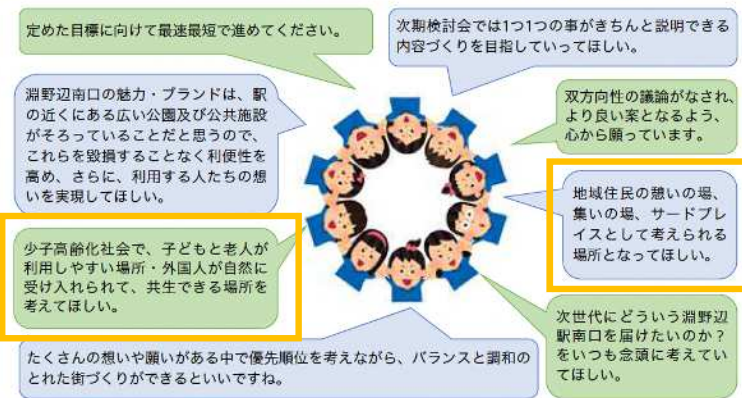 定めた目標に向けて最速最短で進めてください。
次期検討会では1つ1つの事がきちんと説明できる
内容づくりを目指していってほしい。
淵野辺南口の魅力・ブランドは、駅
の近くにある広い公園及び公共施設
がそろっていることだと思うので、
これらを毀損することなく利便性を
高め、さらに、利用する人たちの想
いを実現してほしい。
双方向性の議論がなされ、
より良い案となるよう、
心から願っています。
地域住民の憩いの場、
集いの場、サードプレ
イスとして考えられる
場所となってほしい。
少子高齢化社会で、子どもと老人が
利用しやすい場所・外国人が自然に
受け入れられて、共生できる場所を
考えてほしい。
次世代にどういう淵野辺
駅南口を届けたいのか？
をいつも念頭に考えてい
てほしい。
たくさんの想いや願いがある中で優先順位を考えながら、バランスと調和の
とれた街づくりができるといいですね。